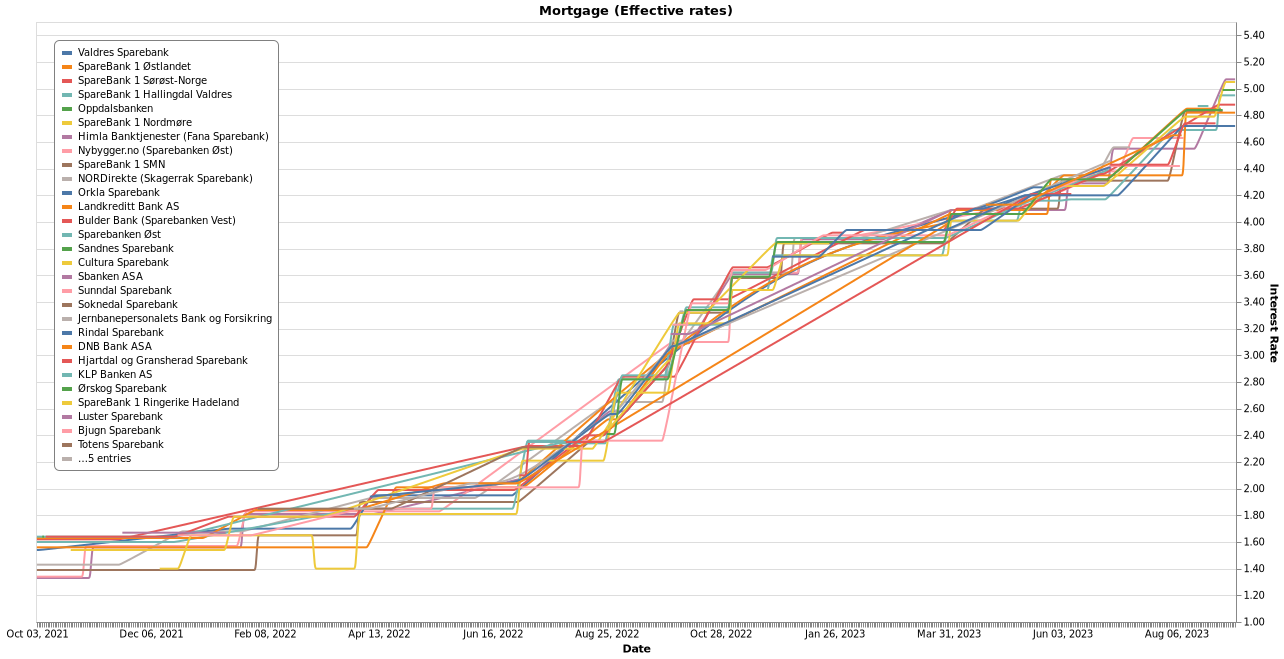 Mortgage (Effective rates)
Valdres Sparebank
SpareBank 1 Østlandet
SpareBank 1 Sørøst-Norge
SpareBank 1 Hallingdal Valdres
Oppdalsbanken
SpareBank 1 Nordmøre
Himla Banktjenester (Fana Sparebank)
Nybygger.no (Sparebanken Øst)
SpareBank 1 SMN
NORDirekte (Skagerrak Sparebank)
Orkla Sparebank
Landkreditt Bank AS
Bulder Bank (Sparebanken Vest)
Sparebanken Øst
Sandnes Sparebank
Cultura Sparebank
Sbanken ASA
Sunndal Sparebank
Soknedal Sparebank
Jernbanepersonalets Bank og Forsikring
Rindal Sparebank
DNB Bank ASA
Hjartdal og Gransherad Sparebank
KLP Banken AS
Ørskog Sparebank
SpareBank 1 Ringerike Hadeland
Luster Sparebank
Bjugn Sparebank
Totens Sparebank
...5 entries
5.40
5.20
5.00
4.80
4.60
4.40
4.20
4.00
3.80
3.60
3.40
3.20
3.00
2.80
2.60
2.40
2.20
2.00
1.80
1.60
1.40
1.20
1.00
Interest Rate
Oct 03, 2021 Dec 06, 2021 Feb 08, 2022 Apr 13, 2022 Jun 16, 2022 Aug 25, 2022 Oct 28, 2022 Jan 26, 2023 Mar 31, 2023 Jun 03, 2023 Aug 06, 2023
Date